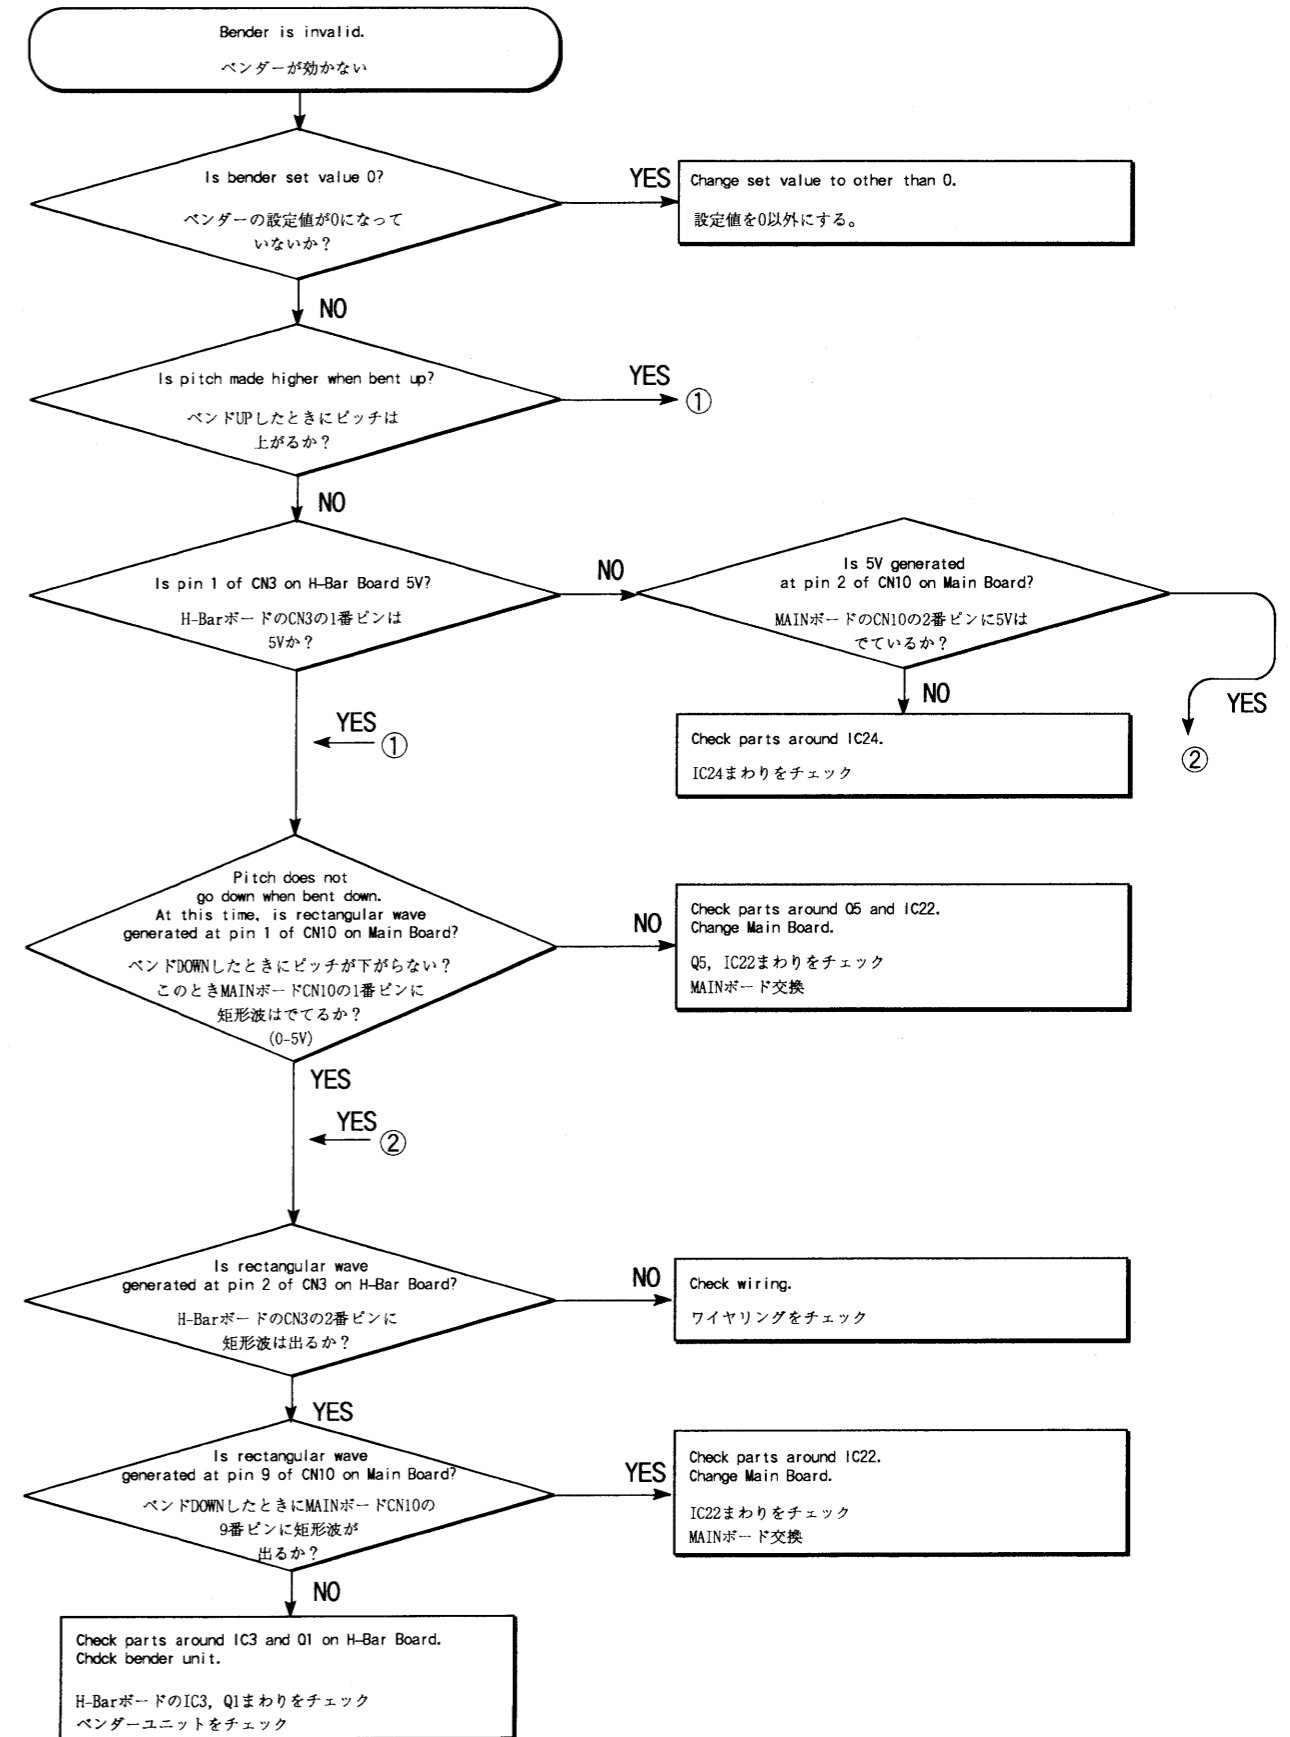 Bender is invalid.
ベンダーが効かない
Is bender set value 0?
ベンダーの設定値が0になって
いないか？
YES
Change set value to other than 0.
設定値を0以外にする。
NO
Is pitch made higher when bent up?
ベンドUPしたときにピッチは
上がるか？
YES
①
NO
Is pin 1 of CN3 on H-Bar Board 5V?
H-BarボードのCN3の1番ピンは
5Vか？
NO
Is 5V generated
at pin 2 of CN10 on Main Board?
MAINボードのCN10の2番ピンに5Vは
でているか？
NO
YES
②
Check parts around IC24.
IC24まわりをチェック
YES
①
Pitch does not
go down when bent down.
At this time, is rectangular wave
generated at pin 1 of CN10 on Main Board?
ベンドDOWNしたときにピッチが下がらない？
このときMAINボードCN10の1番ピンに
矩形波はでてるか？
(0-5V)
NO
Check parts around Q5 and IC22.
Change Main Board.
Q5, IC22まわりをチェック
MAINボード交換
YES
YES
②
Is rectangular wave
generated at pin 2 of CN3 on H-Bar Board?
H-BarボードのCN3の2番ピンに
矩形波は出るか？
NO
Check wiring.
ワイヤリングをチェック
YES
Is rectangular wave
generated at pin 9 of CN10 on Main Board?
ベンドDOWNしたときにMAINボードCN10の
9番ピンに矩形波が
出るか？
YES
Check parts around IC22.
Change Main Board.
IC22まわりをチェック
MAINボード交換
NO
Check parts around IC3 and Q1 on H-Bar Board.
Chdck bender unit.
H-BarボードのIC3, Q1まわりをチェック
ベンダーユニットをチェック